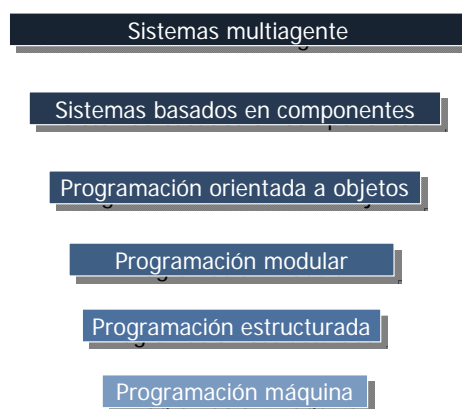 Sistemas multiagente
Sistemas basados en componentes
Programación orientada a objetos
Programación modular
Programación estructurada
Programación máquina